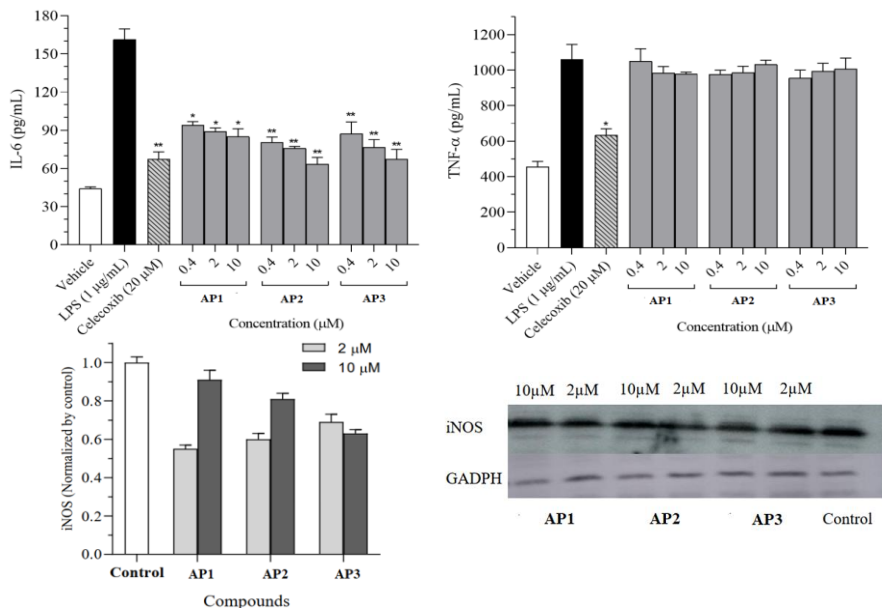 180
150
120
90
60
30
0
IL-6 (pg/mL)
**
*
*
*
**
**
**
**
**
**
Vehicle
LPS (1 µg/mL)
Celecoxib (20 µM)
0.4
2
10
0.4
2
10
0.4
2
10
AP1
AP2
AP3
Concentration (µM)
1400
1200
1000
800
600
400
200
0
TNF-α (pg/mL)
*
Vehicle
LPS (1 µg/mL)
Celecoxib (20 µM)
0.4
2
10
0.4
2
10
0.4
2
10
AP1
AP2
AP3
Concentration (µM)
1.0
0.8
0.6
0.4
0.2
0.0
iNOS (Normalized by control)
2 µM
10 µM
Control
AP1
AP2
AP3
Compounds
10µM 2µM 10µM 2µM 10µM 2µM
iNOS
GADPH
AP1 AP2 AP3 Control